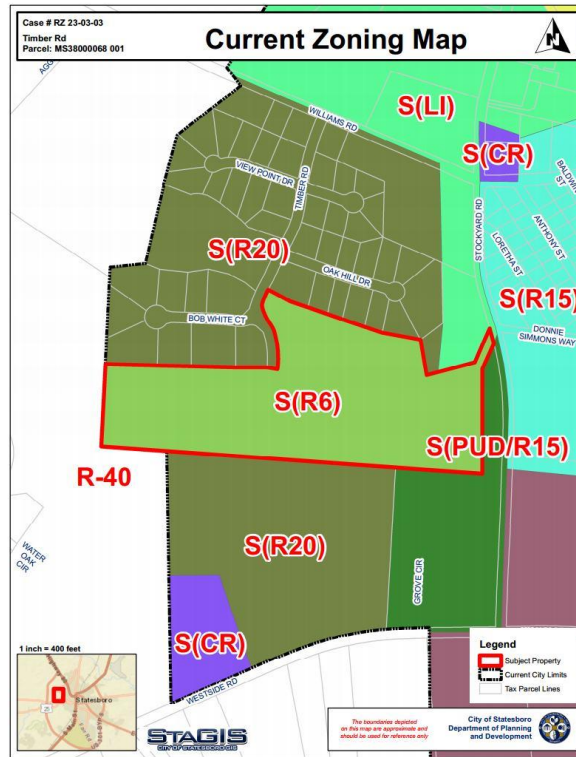 Case # RZ 23-03-03
Timber Rd
Parcel: MS38000068 001
Current Zoning Map
N
WILLIAMS RD
S(LI)
S(CR)
VIEW POINT DR
TIMBER RD
STOCKYARD RD
LORETHA ST
ANTHONY ST
S(R20)
OAK HILL DR
S(R15)
BOB WHITE CT
DONNIE
SIMMONS WAY
S(R6)
S(PUD/R15)
R-40
S(R20)
WATER
OAK
CIR
GROVE CIR
S(CR)
WESTSIDE RD
1 inch = 400 feet
Statesboro
StaGIS
CITY OF STATESBORO GIS
The boundaries depicted
on this map are approximate and
should be used for reference only
Legend
Subject Property
Current City Limits
Tax Parcel Lines
City of Statesboro
Department of Planning
and Development